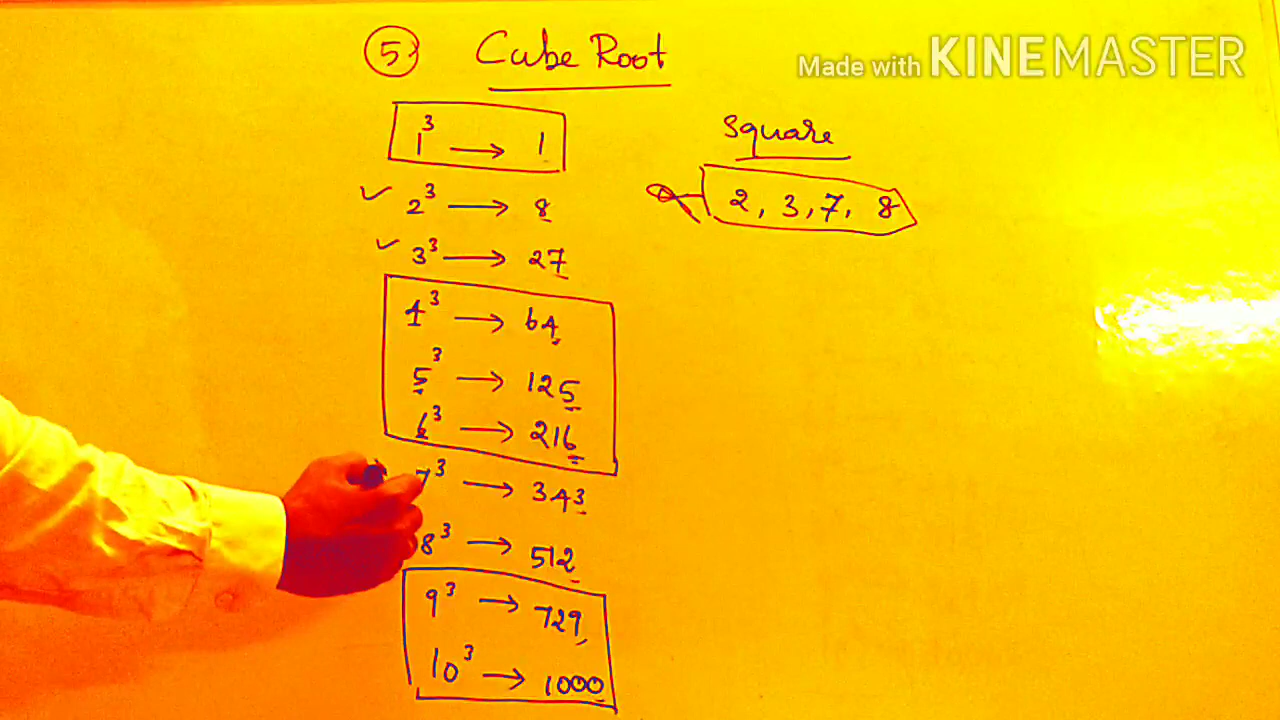 5 Cube Root
Made with KINEMASTER
1³ → 1
2³ → 8
3³ → 27
4³ → 64
5³ → 125
6³ → 216
7³ → 343
8³ → 512
9³ → 729
10³ → 1000
Square
2, 3, 7, 8